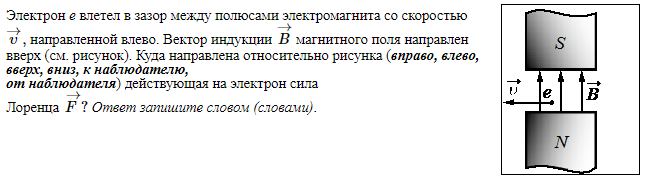 Электрон e влетел в зазор между полюсами электромагнита со скоростью
v⃗ , направленной влево. Вектор индукции B⃗ магнитного поля направлен
вверх (см. рисунок). Куда направлена относительно рисунка (вправо, влево,
вверх, вниз, к наблюдателю,
от наблюдателя) действующая на электрон сила
Лоренца F⃗ ? Ответ запишите словом (словами).
S
v⃗ e B⃗
N